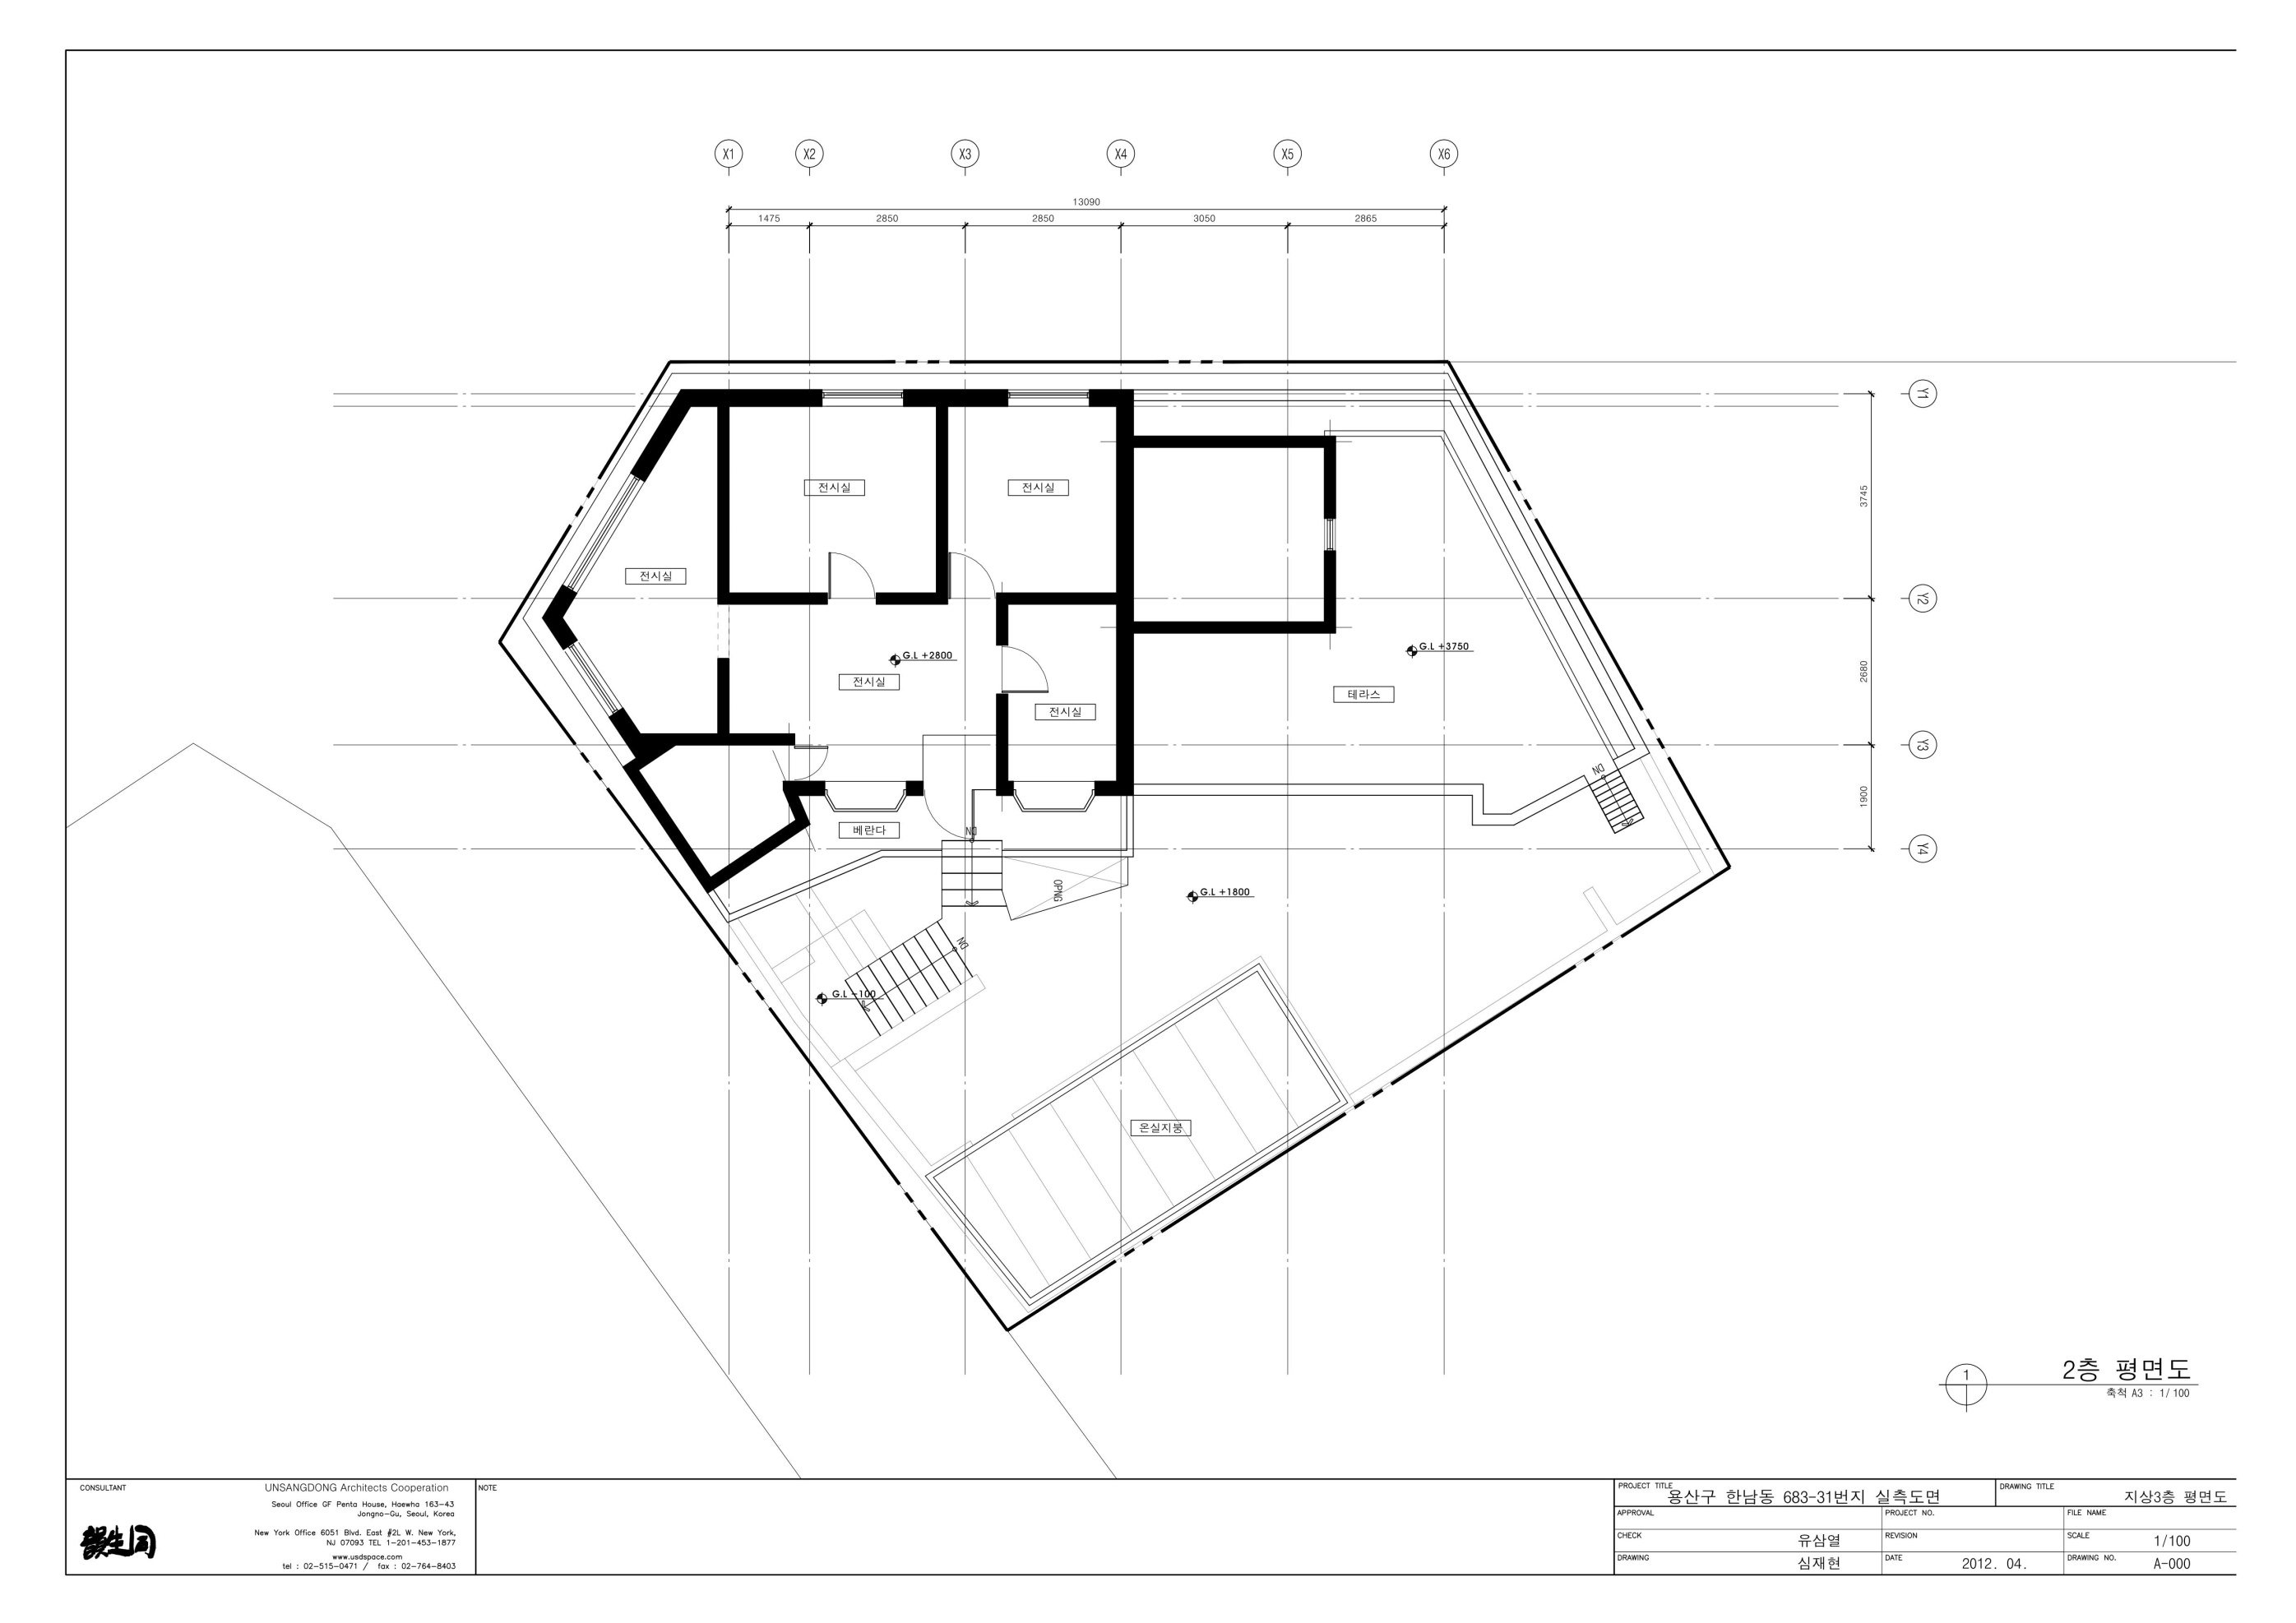 X1
X2
X3
X4
X5
X6
13090
1475
2850
2850
3050
2865
Y1
3745
전시실
전시실
전시실
Y2
G.L +2800
G.L +3750
전시실
2680
테라스
전시실
Y3
DN
1900
베란다
DN
Y4
OPNG
G.L +1800
DN
G.L -100
온실지붕
1
2층 평면도
축척 A3 : 1/ 100
CONSULTANT
UNSANGDONG Architects Cooperation
Seoul Office GF Penta House, Haewha 163-43
Jongno-Gu, Seoul, Korea
New York Office 6051 Blvd. East #2L W. New York,
NJ 07093 TEL 1-201-453-1877
www.usdspace.com
tel : 02-515-0471 / fax : 02-764-8403
NOTE
PROJECT TITLE
용산구 한남동 683-31번지 실측도면
DRAWING TITLE
지상3층 평면도
APPROVAL
PROJECT NO.
FILE NAME
CHECK
유삼열
REVISION
SCALE
1/100
DRAWING
심재현
DATE
2012. 04.
DRAWING NO.
A-000